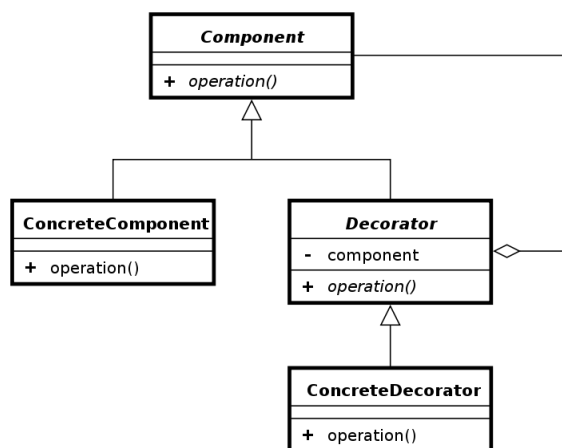 Component
+ operation()
ConcreteComponent
+ operation()
Decorator
- component
+ operation()
ConcreteDecorator
+ operation()